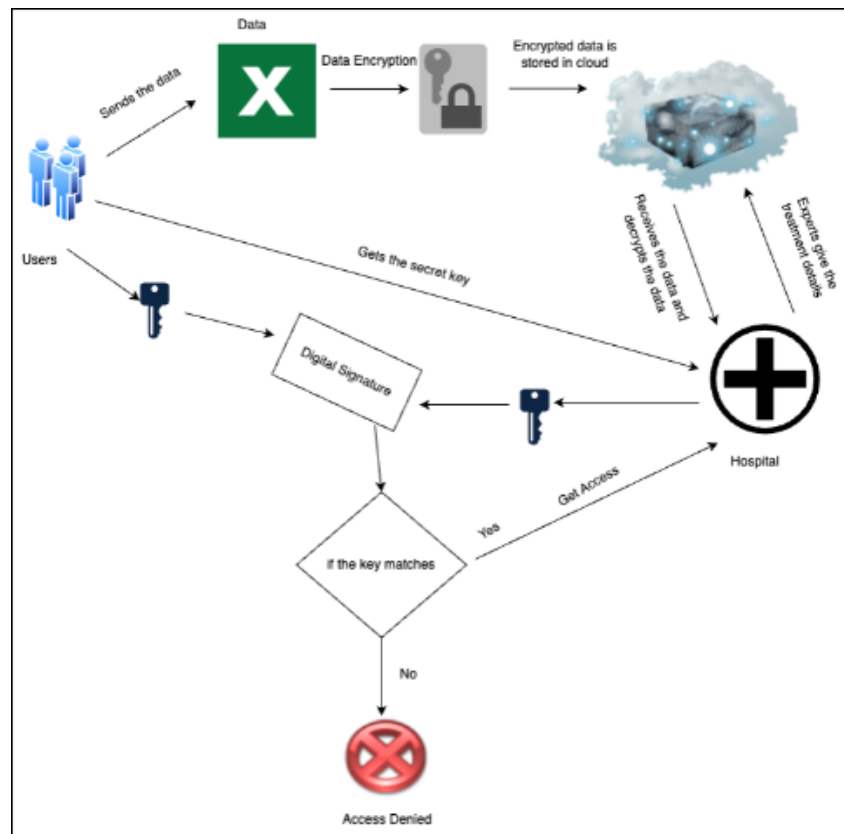 Data
Sends the data
Data Encryption
Encrypted data is
stored in cloud
X
Users
Gets the secret key
Receives the data and
decrypts the data
Experts give the
treatment details
Digital Signature
Hospital
if the key matches
Yes
Get Access
No
Access Denied